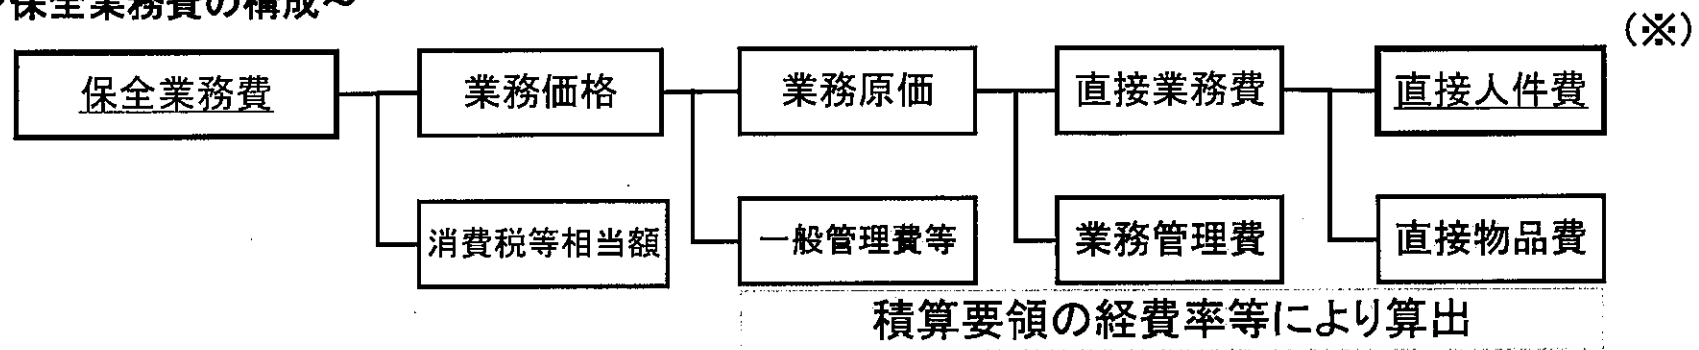 保全業務費の構成~
(※)
保全業務費
業務価格
業務原価
直接業務費
直接人件費
消費税等相当額
一般管理費等
業務管理費
直接物品費
積算要領の経費率等により算出